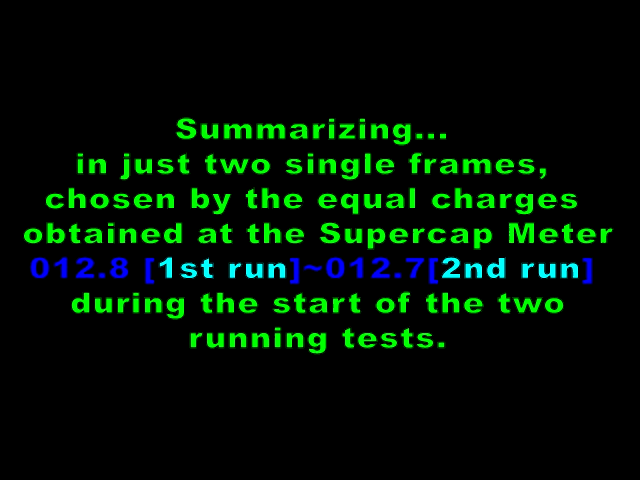 Summarizing...
in just two single frames,
chosen by the equal charges
obtained at the Supercap Meter
012.8 [1st run]~012.7[2nd run]
during the start of the two
running tests.